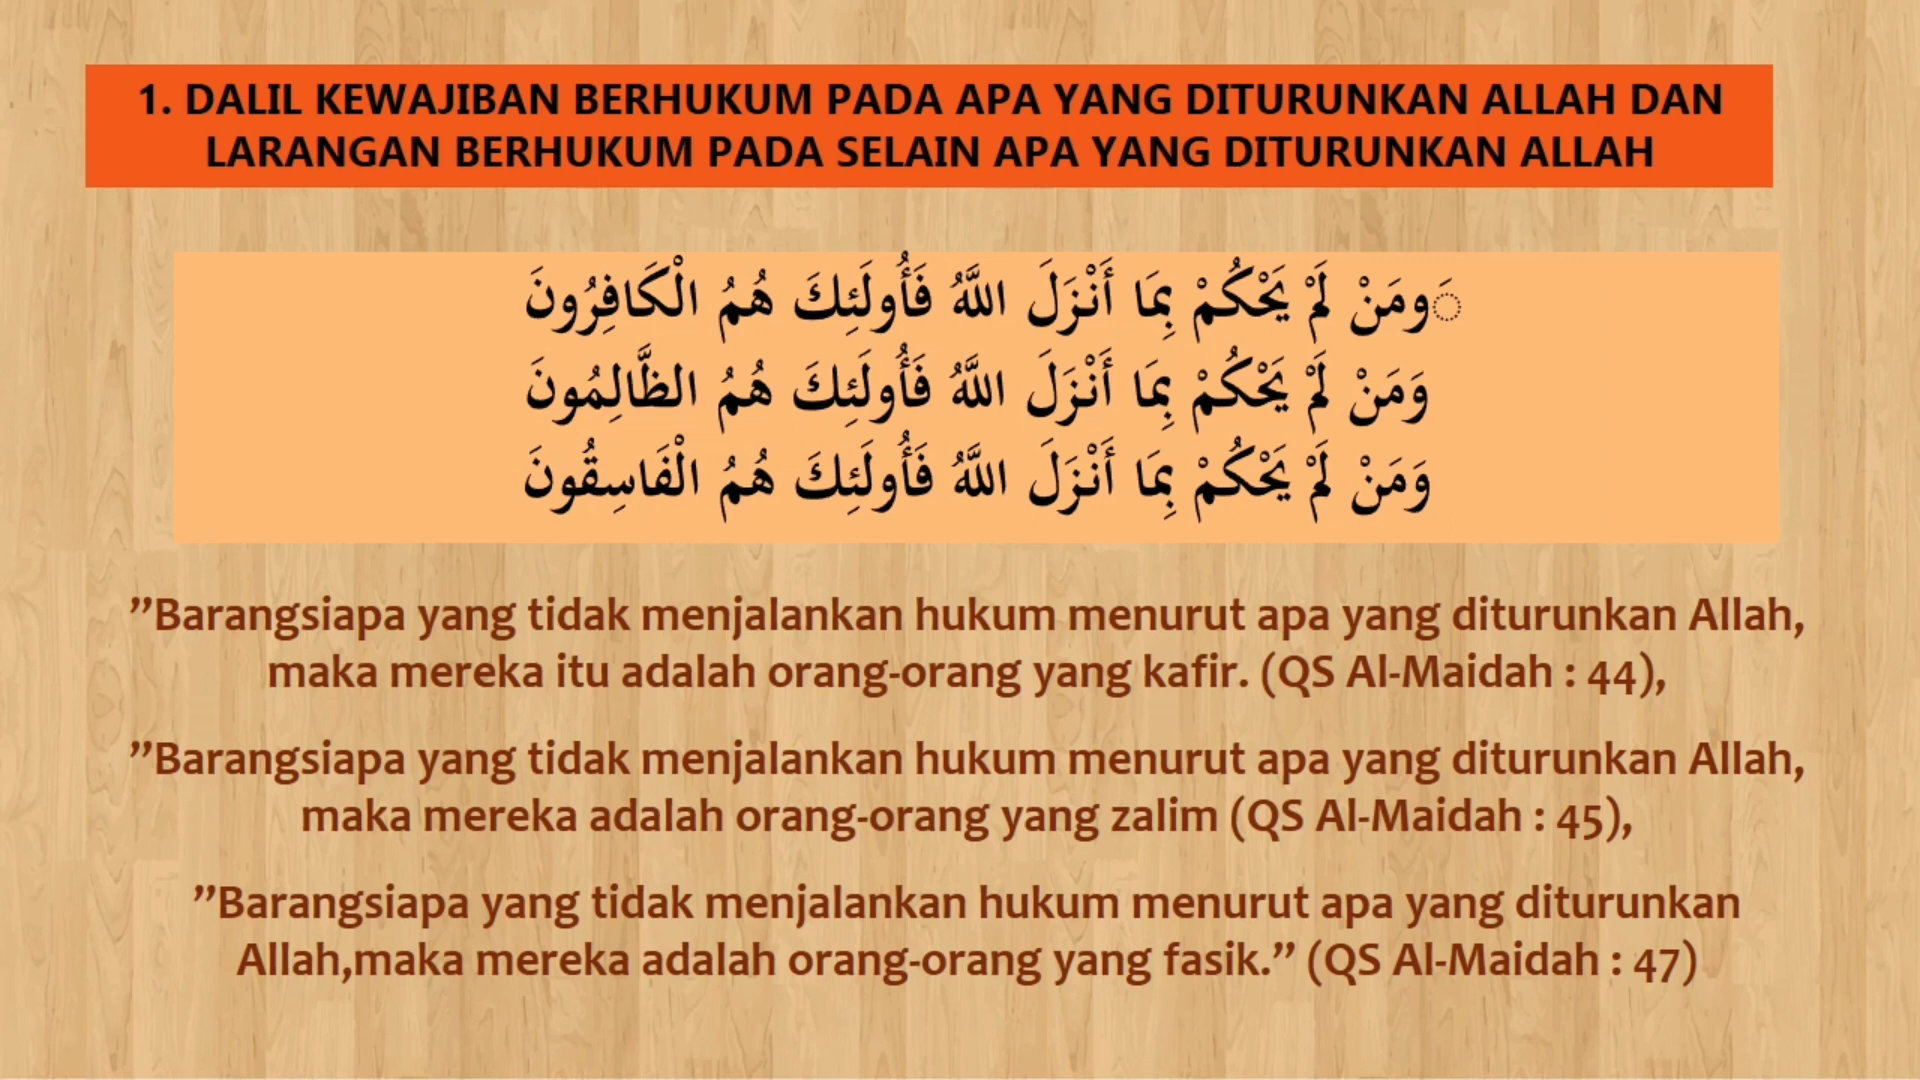 1. DALIL KEWAJIBAN BERHUKUM PADA APA YANG DITURUNKAN ALLAH DAN
LARANGAN BERHUKUM PADA SELAIN APA YANG DITURUNKAN ALLAH
َومَنْ لَمْ يَحْكُمْ بِمَا أَنْزَلَ اللَّهُ فَأُولَئِكَ هُمُ الْكَافِرُونَ
وَمَنْ لَمْ يَحْكُمْ بِمَا أَنْزَلَ اللَّهُ فَأُولَئِكَ هُمُ الظَّالِمُونَ
وَمَنْ لَمْ يَحْكُمْ بِمَا أَنْزَلَ اللَّهُ فَأُولَئِكَ هُمُ الْفَاسِقُونَ
”Barangsiapa yang tidak menjalankan hukum menurut apa yang diturunkan Allah,
maka mereka itu adalah orang-orang yang kafir. (QS Al-Maidah : 44),
”Barangsiapa yang tidak menjalankan hukum menurut apa yang diturunkan Allah,
maka mereka adalah orang-orang yang zalim (QS Al-Maidah : 45),
”Barangsiapa yang tidak menjalankan hukum menurut apa yang diturunkan
Allah,maka mereka adalah orang-orang yang fasik.” (QS Al-Maidah : 47)